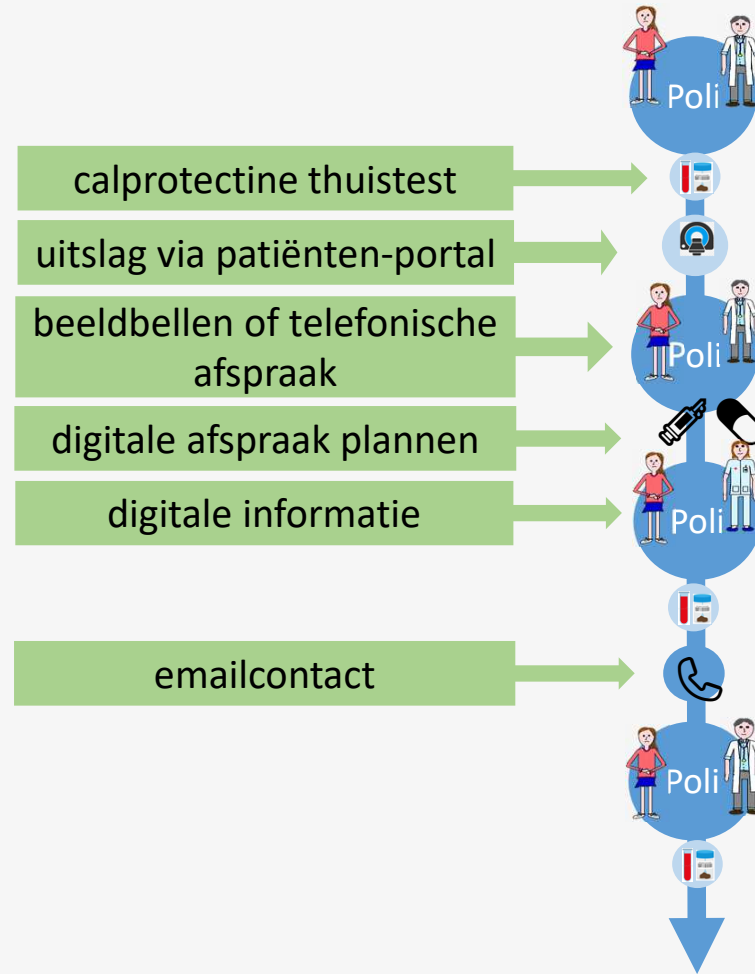 Poli
calprotectine thuistest
uitslag via patiënten-portal
beeldbellen of telefonische
afspraak
Poli
digitale afspraak plannen
digitale informatie
Poli
emailcontact
Poli